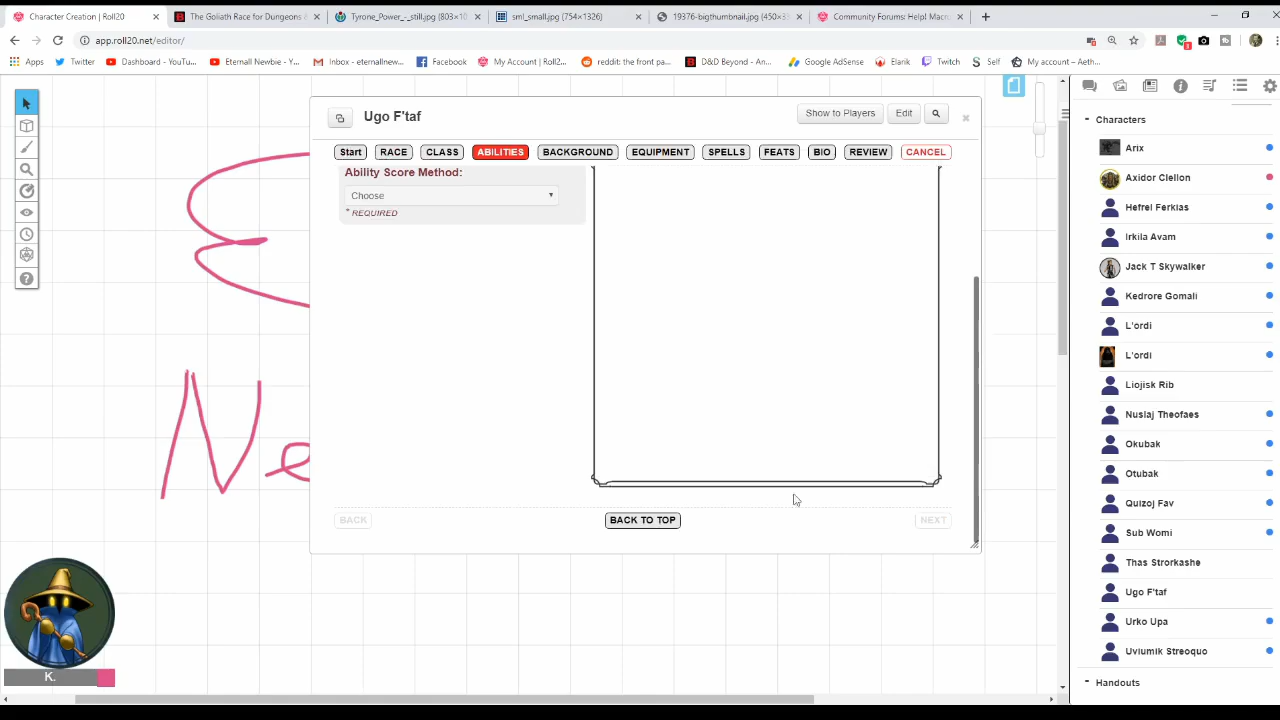 Character Creation | Roll20
The Goliath Race for Dungeons &
Tyrone_Power_-_still.jpg (803×10
sml_small.jpg (754×1326)
19376-bigthumbnail.jpg (450×3
Community Forums: Help! Macro
app.roll20.net/editor/
Apps
Twitter
Dashboard - YouTu...
Eternall Newbie - Y...
Inbox - eternallnew...
Facebook
My Account | Roll2...
reddit: the front pa...
D&D Beyond - An...
Google AdSense
Elarik
Twitch
Self
My account – Aeth...
Ugo F'taf
Show to Players
Edit
Start
RACE
CLASS
ABILITIES
BACKGROUND
EQUIPMENT
SPELLS
FEATS
BIO
REVIEW
CANCEL
Ability Score Method:
Choose
* REQUIRED
BACK
BACK TO TOP
NEXT
Ne
K.
Characters
Arix
Axidor Clellon
Hefrel Ferkias
Irkila Avam
Jack T Skywalker
Kedrore Gomali
L'ordi
L'ordi
Liojisk Rib
Nuslaj Theofaes
Okubak
Otubak
Quizoj Fav
Sub Womi
Thas Strorkashe
Ugo F'taf
Urko Upa
Uviumik Streoquo
Handouts